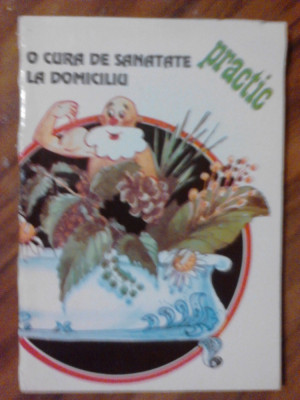 O CURA DE SANATATE
LA DOMICILIU
practic